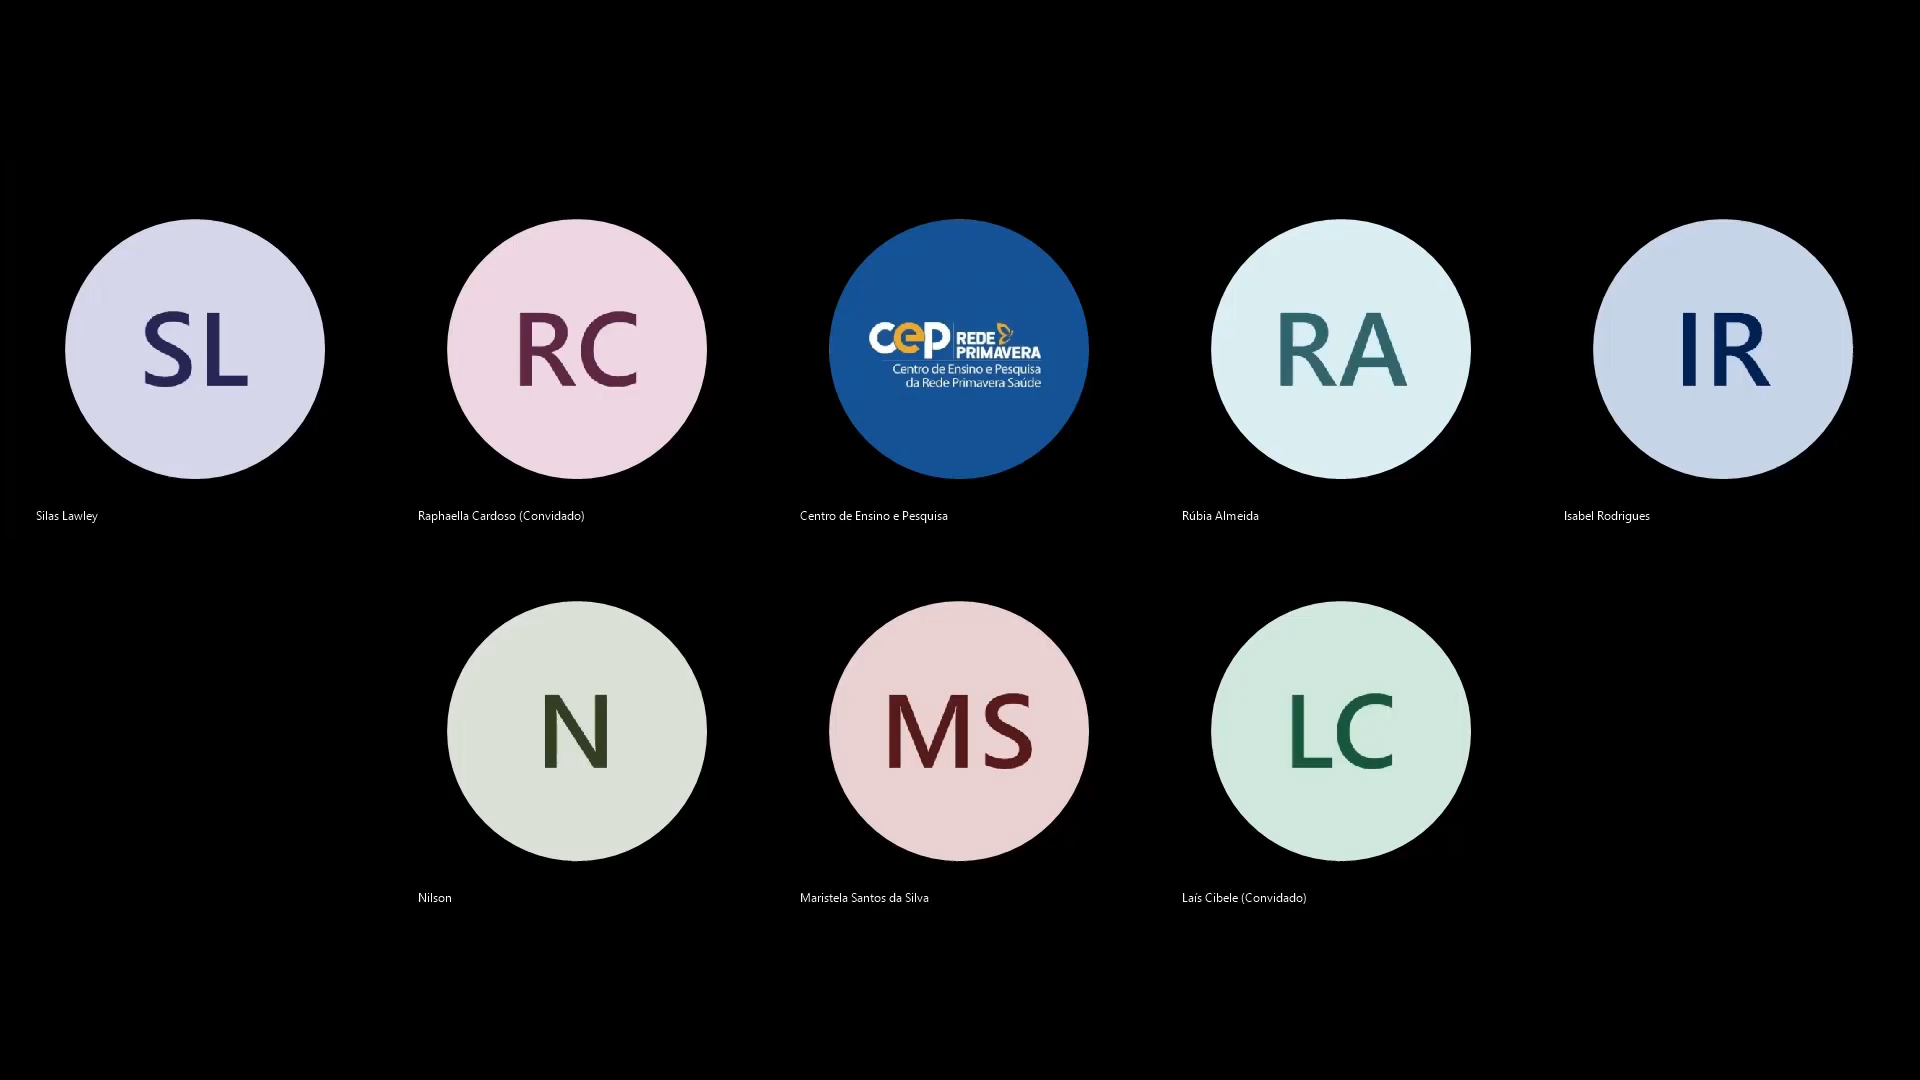 SL
RC
cep REDE PRIMAVERA
Centro de Ensino e Pesquisa
da Rede Primavera Saúde
RA
IR
Silas Lawley
Raphaella Cardoso (Convidado)
Centro de Ensino e Pesquisa
Rúbia Almeida
Isabel Rodrigues
N
MS
LC
Nilson
Maristela Santos da Silva
Laís Cibele (Convidado)